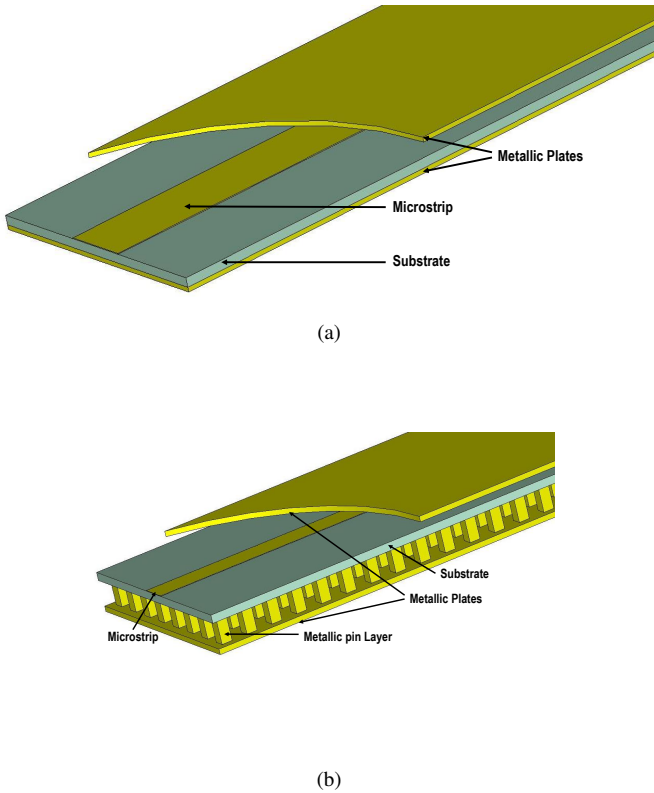 Metallic Plates
Microstrip
Substrate
(a)
Substrate
Metallic Plates
Microstrip
Metallic pin Layer
(b)